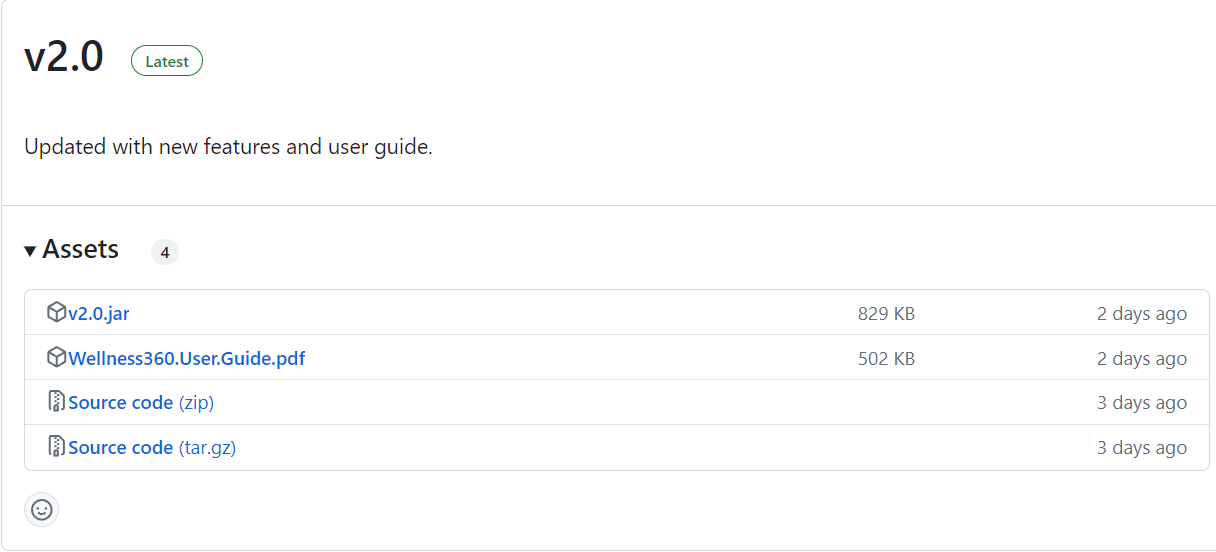 v2.0 Latest
Updated with new features and user guide.
Assets 4
v2.0.jar 829 KB 2 days ago
Wellness360.User.Guide.pdf 502 KB 2 days ago
Source code (zip) 3 days ago
Source code (tar.gz) 3 days ago